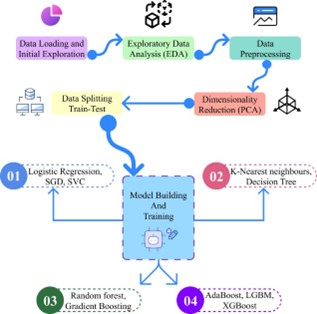 Data Loading and
Initial Exploration
Exploratory Data
Analysis (EDA)
Data
Preprocessing
Data Splitting
Train-Test
Dimensionality
Reduction (PCA)
01
Logistic Regression,
SGD, SVC
02
K-Nearest neighbours,
Decision Tree
Model Building
And
Training
03
Random forest,
Gradient Boosting
04
AdaBoost, LGBM,
XGBoost